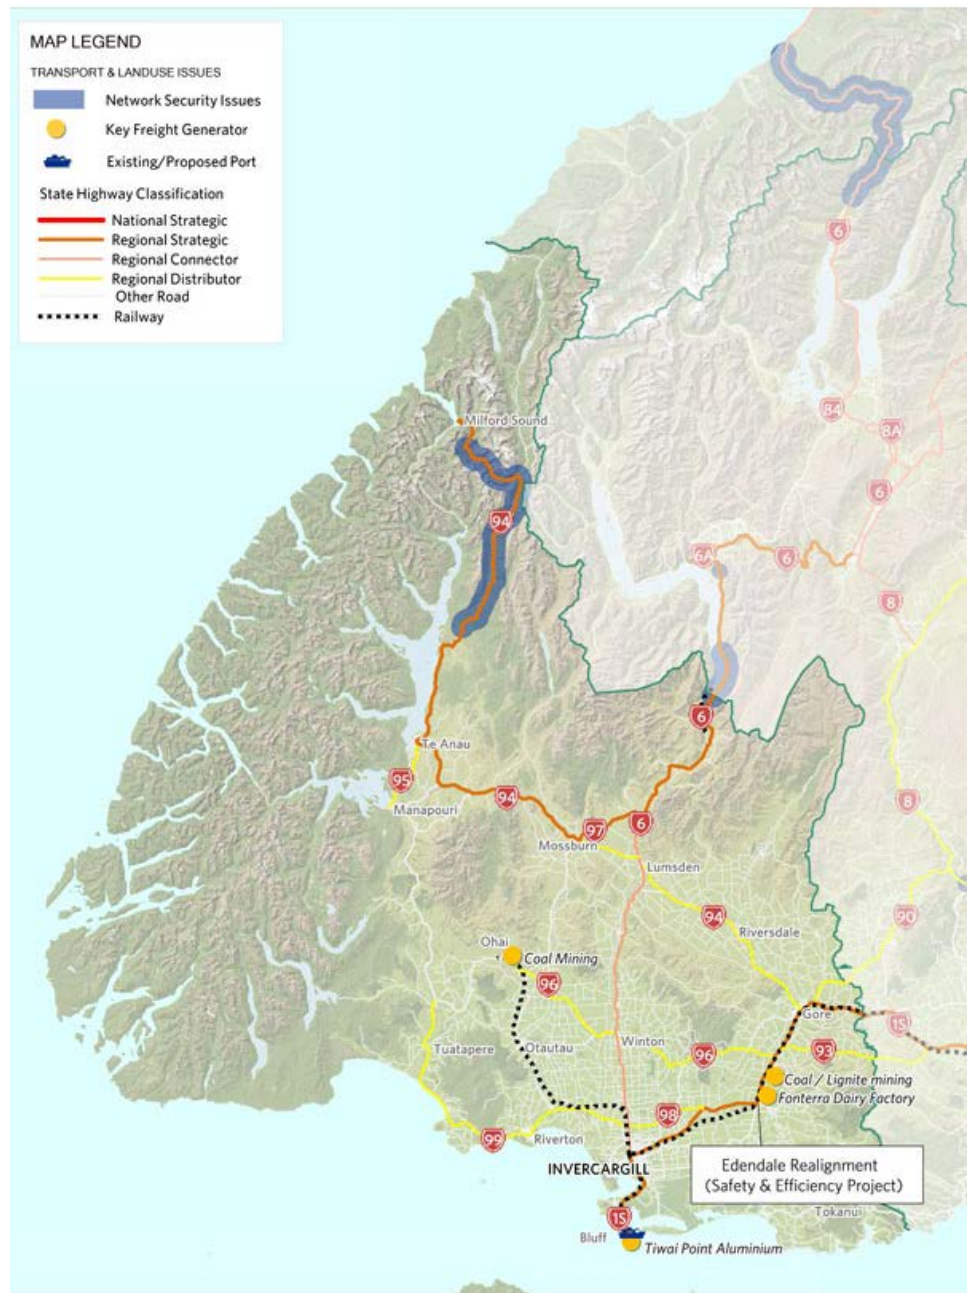 MAP LEGEND
TRANSPORT & LANDUSE ISSUES
Network Security Issues
Key Freight Generator
Existing/Proposed Port
State Highway Classification
National Strategic
Regional Strategic
Regional Connector
Regional Distributor
Other Road
Railway
6
Milford Sound
84
8A
6
94
6A
6
8
6
Te Anau
95
94
Manapouri
97
6
8
Mossburn
Lumsden
94
90
Riversdale
Ohai
Coal Mining
96
Gore
1S
Tuatapere
Otautau
Winton
96
93
Coal / Lignite mining
Fonterra Dairy Factory
98
99
Riverton
INVERCARGILL
Edendale Realignment
(Safety & Efficiency Project)
1S
Tokanui
Bluff
Tiwai Point Aluminium